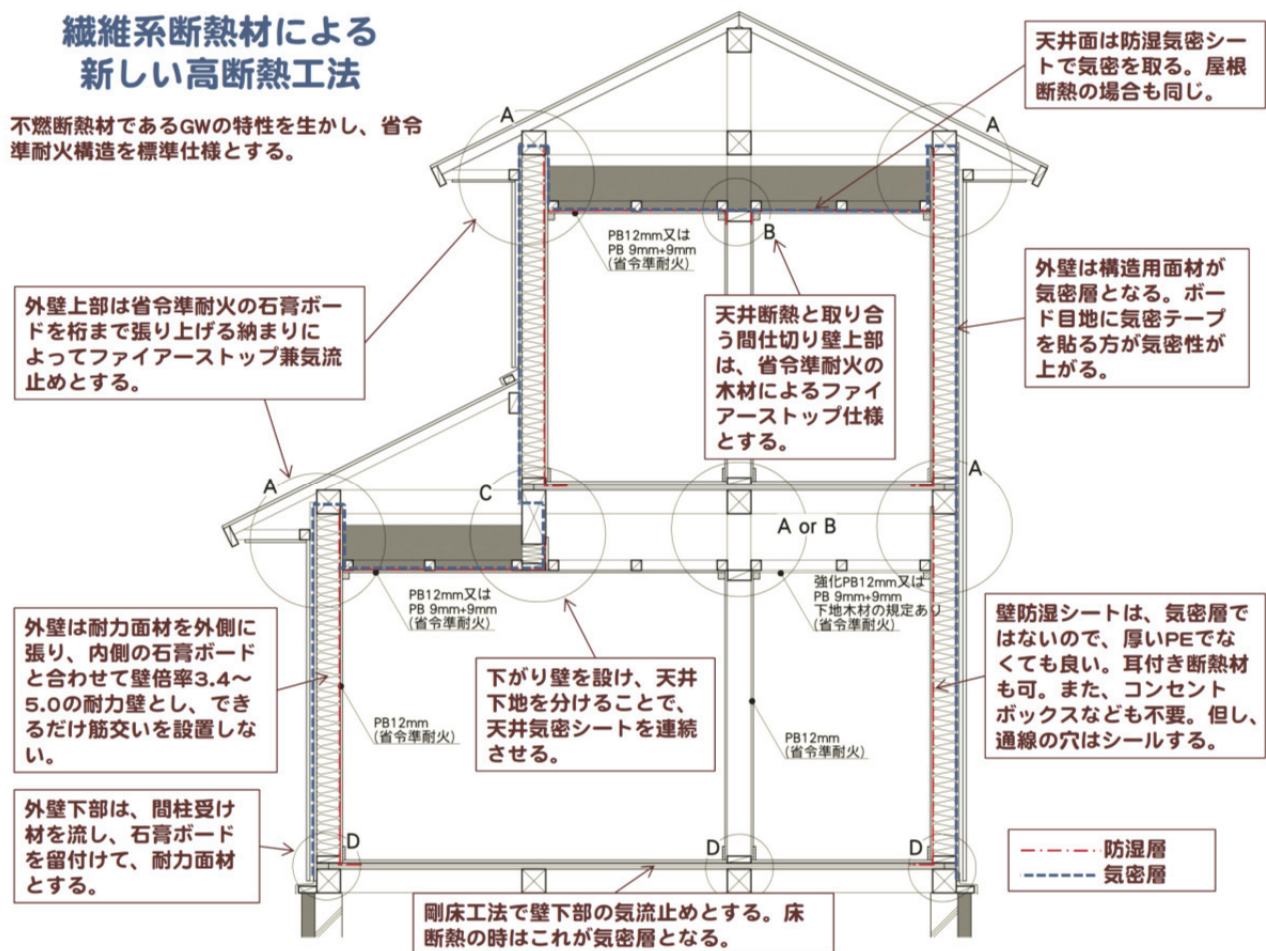 繊維系断熱材による
新しい高断熱工法
不燃断熱材であるGWの特性を生かし、省令
準耐火構造を標準仕様とする。
天井面は防湿気密シー
トで気密を取る。屋根
断熱の場合も同じ。
A
A
B
PB12mm又は
PB 9mm+9mm
(省令準耐火)
外壁上部は省令準耐火の石膏ボー
ドを桁まで張り上げる納まりに
よってファイアーストップ兼気流
止めとする。
天井断熱と取り合
う間仕切り壁上部
は、省令準耐火の
木材によるファイ
アーストップ仕様
とする。
外壁は構造用面材が
気密層となる。ボー
ド目地に気密テープ
を貼る方が気密性が
上がる。
A
C
A or B
A
PB12mm又は
PB 9mm+9mm
(省令準耐火)
強化PB12mm又は
PB 9mm+9mm
下地木材の規定あり
(省令準耐火)
外壁は耐力面材を外側に
張り、内側の石膏ボード
と合わせて壁倍率3.4〜
5.0の耐力壁とし、でき
るだけ筋交いを設置しな
い。
PB12mm
(省令準耐火)
下がり壁を設け、天井
下地を分けることで、
天井気密シートを連続
させる。
PB12mm
(省令準耐火)
壁防湿シートは、気密層で
はないので、厚いPEでな
くても良い。耳付き断熱材
も可。また、コンセント
ボックスなども不要。但し、
通線の穴はシールする。
外壁下部は、間柱受け
材を流し、石膏ボード
を留付けて、耐力面材
とする。
D
D
D
剛床工法で壁下部の気流止めとする。床
断熱の時はこれが気密層となる。
防湿層
気密層